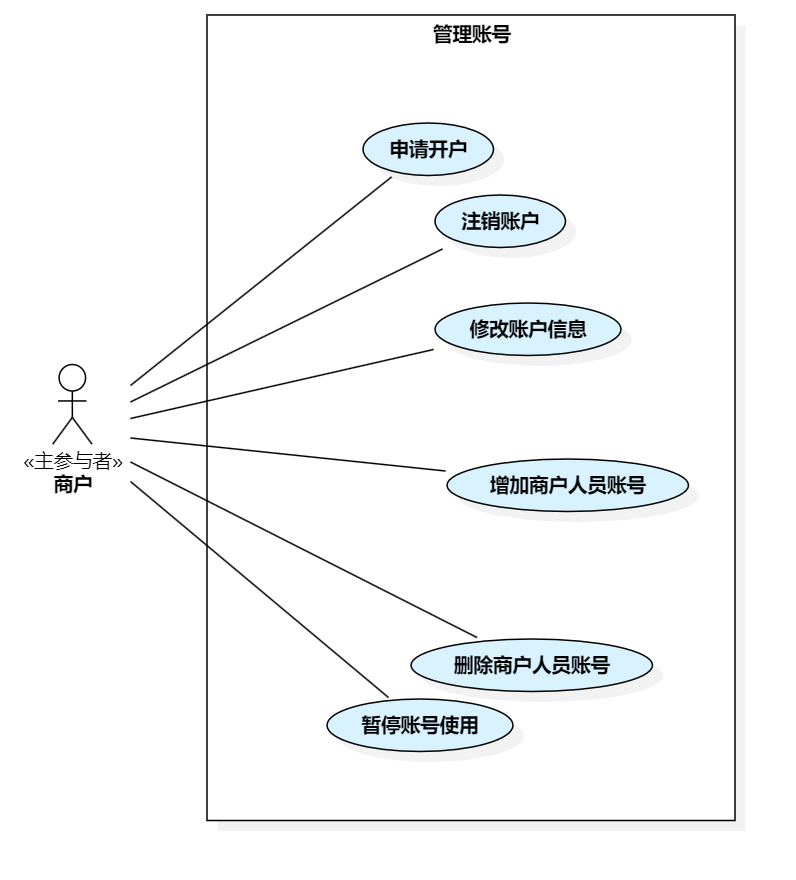 管理账号
申请开户
注销账户
修改账户信息
«主参与者»
商户
增加商户人员账号
删除商户人员账号
暂停账号使用